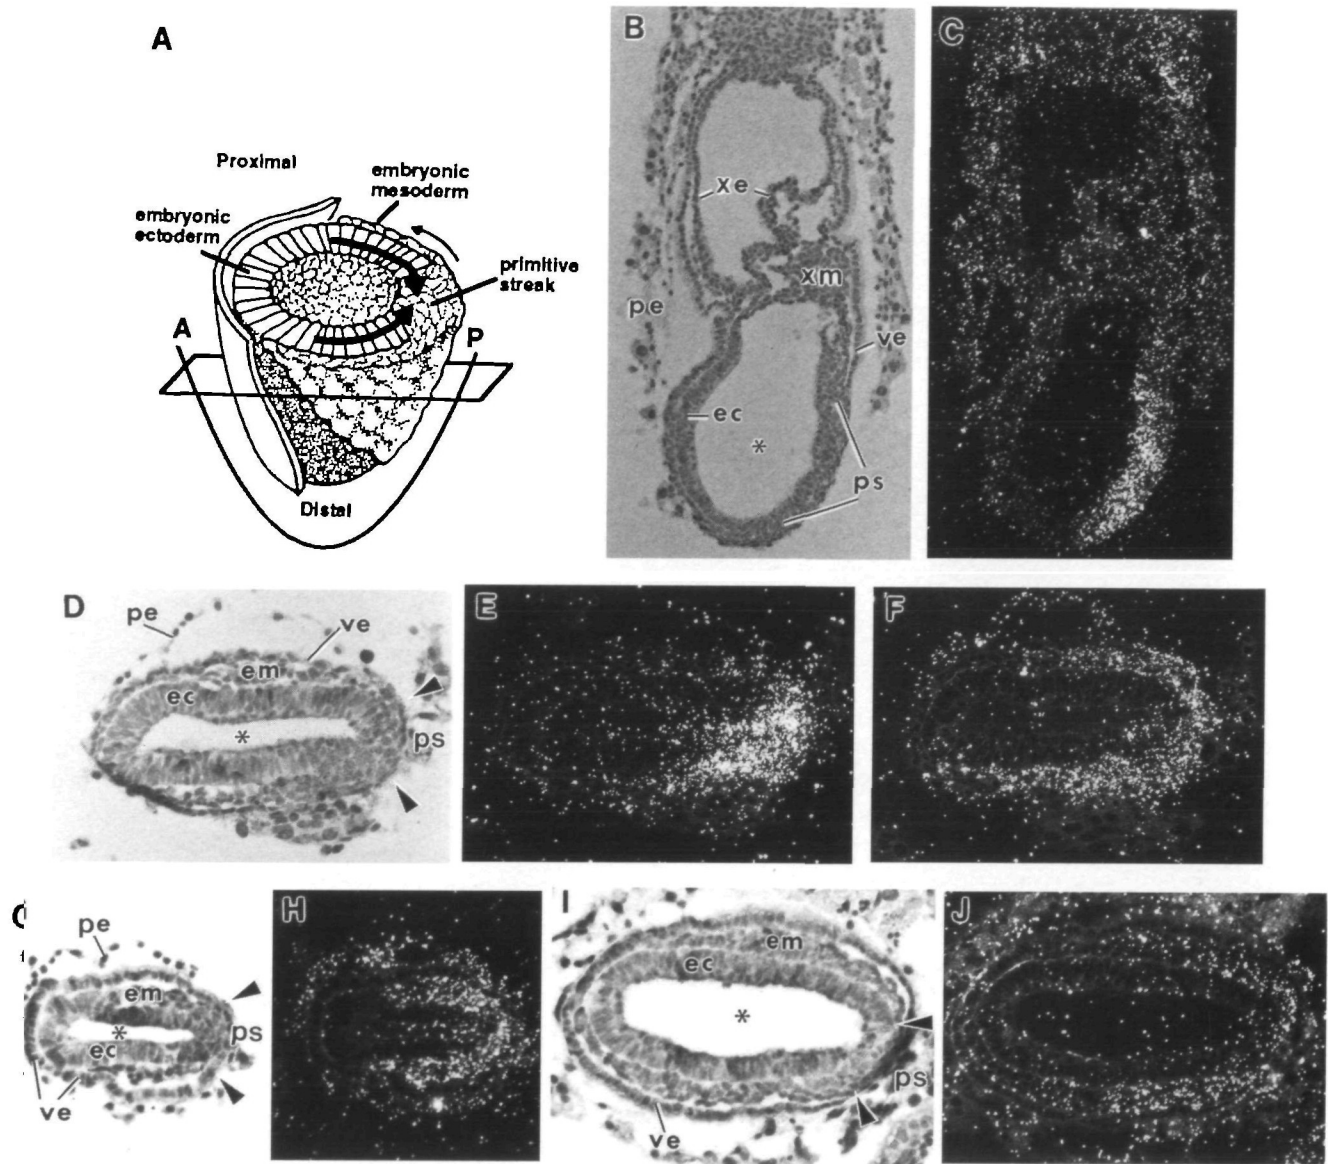 A
Proximal
embryonic
mesoderm
embryonic
ectoderm
primitive
streak
A
P
Distal
B
xe
xm
pe
ve
ec
*
ps
C
D
pe
ve
em
ec
*
ps
E
F
pe
em
*
ps
ec
ve
H
I
em
ec
*
ps
ve
J